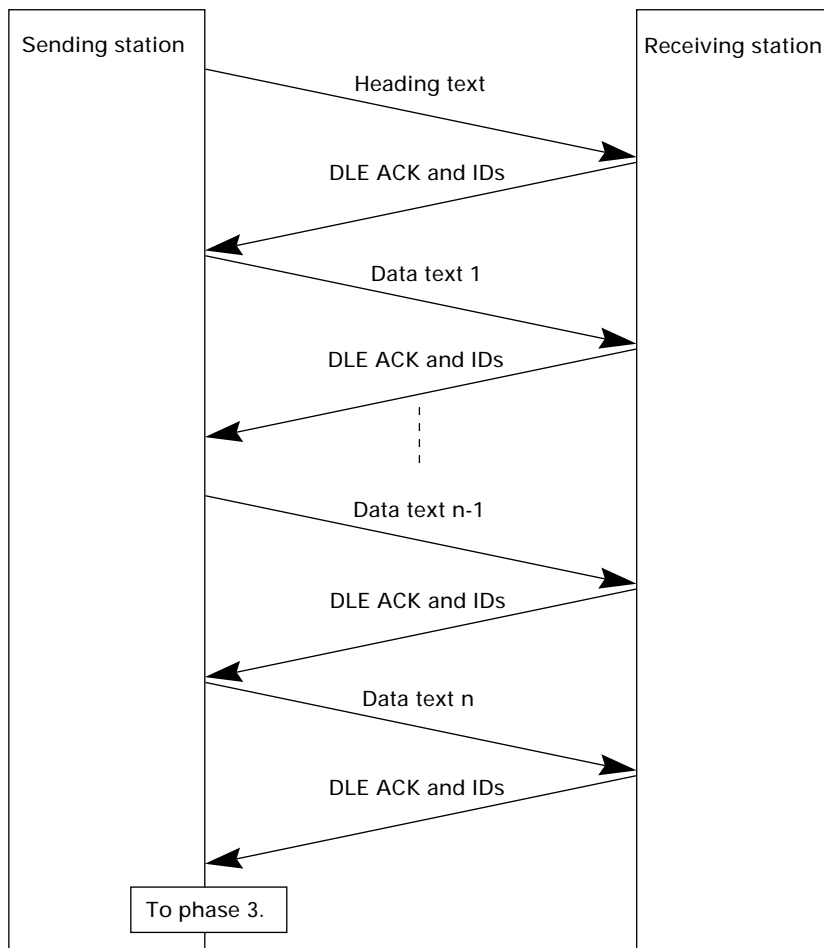 Sending station
Receiving station
Heading text
DLE ACK and IDs
Data text 1
DLE ACK and IDs
Data text n-1
DLE ACK and IDs
Data text n
DLE ACK and IDs
To phase 3.